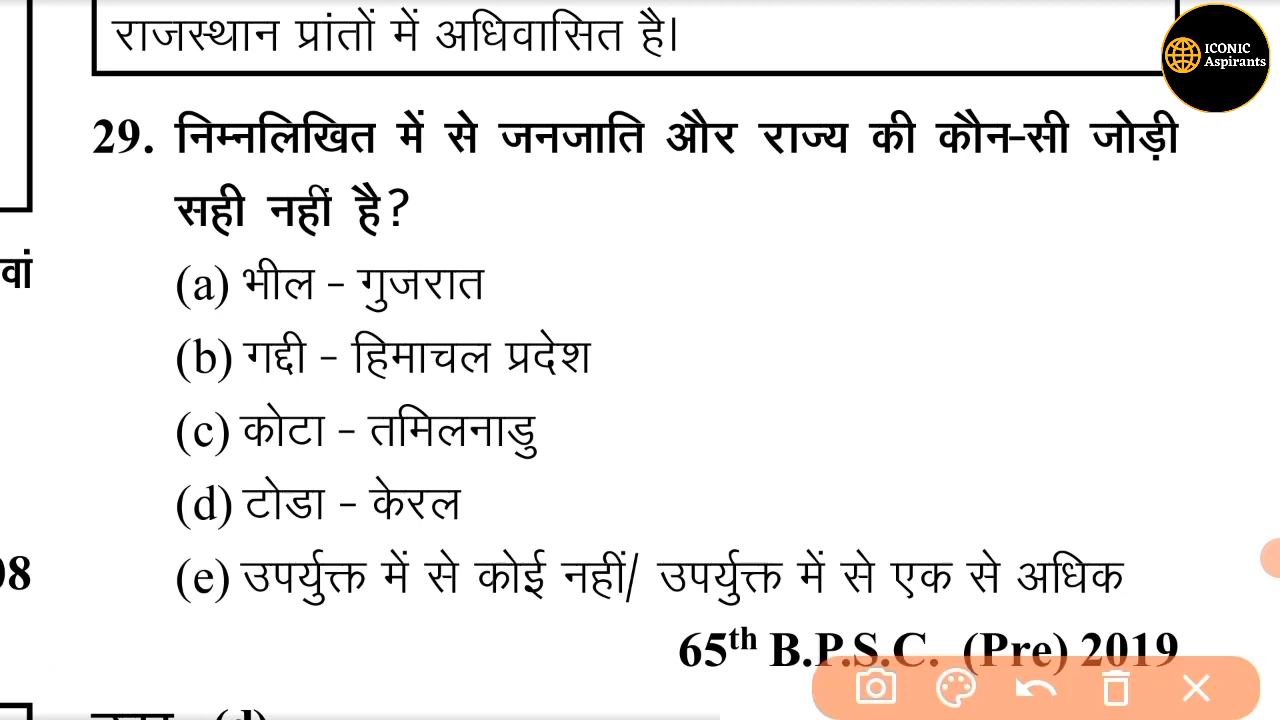 राजस्थान प्रांतों में अधिवासित है।
ICONIC
Aspirants
29. निम्नलिखित में से जनजाति और राज्य की कौन-सी जोड़ी
सही नहीं है?
वां
(a) भील - गुजरात
(b) गद्दी - हिमाचल प्रदेश
(c) कोटा - तमिलनाडु
(d) टोडा - केरल
08
(e) उपर्युक्त में से कोई नहीं/ उपर्युक्त में से एक से अधिक
65th B.P.S.C. (Pre) 2019